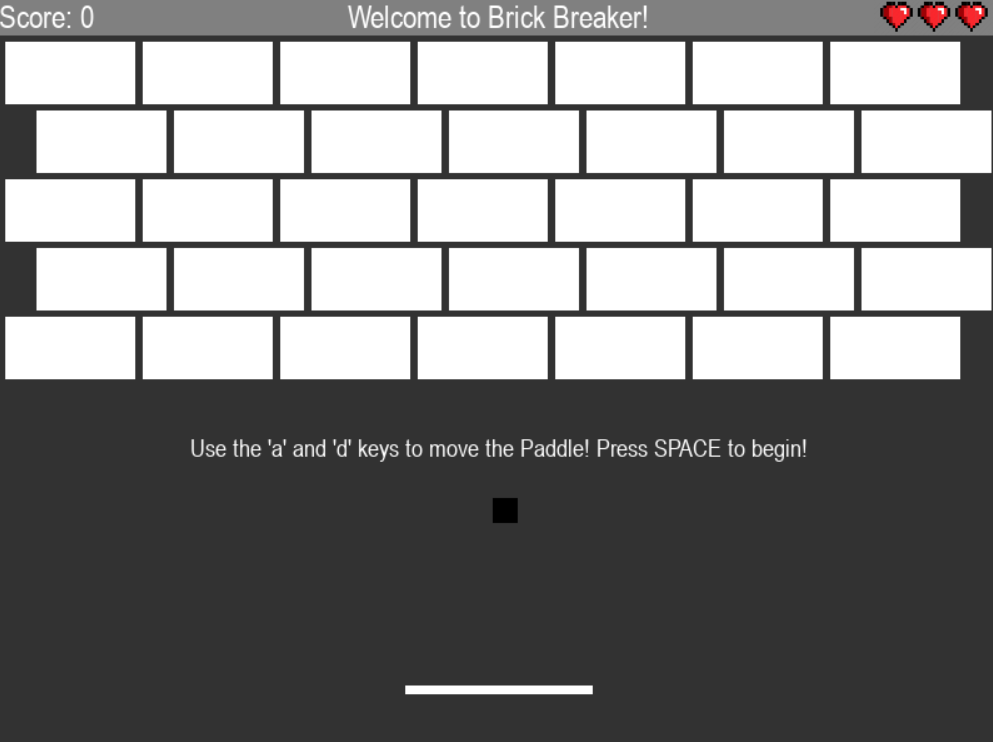 Score: 0 Welcome to Brick Breaker!
Use the 'a' and 'd' keys to move the Paddle! Press SPACE to begin!